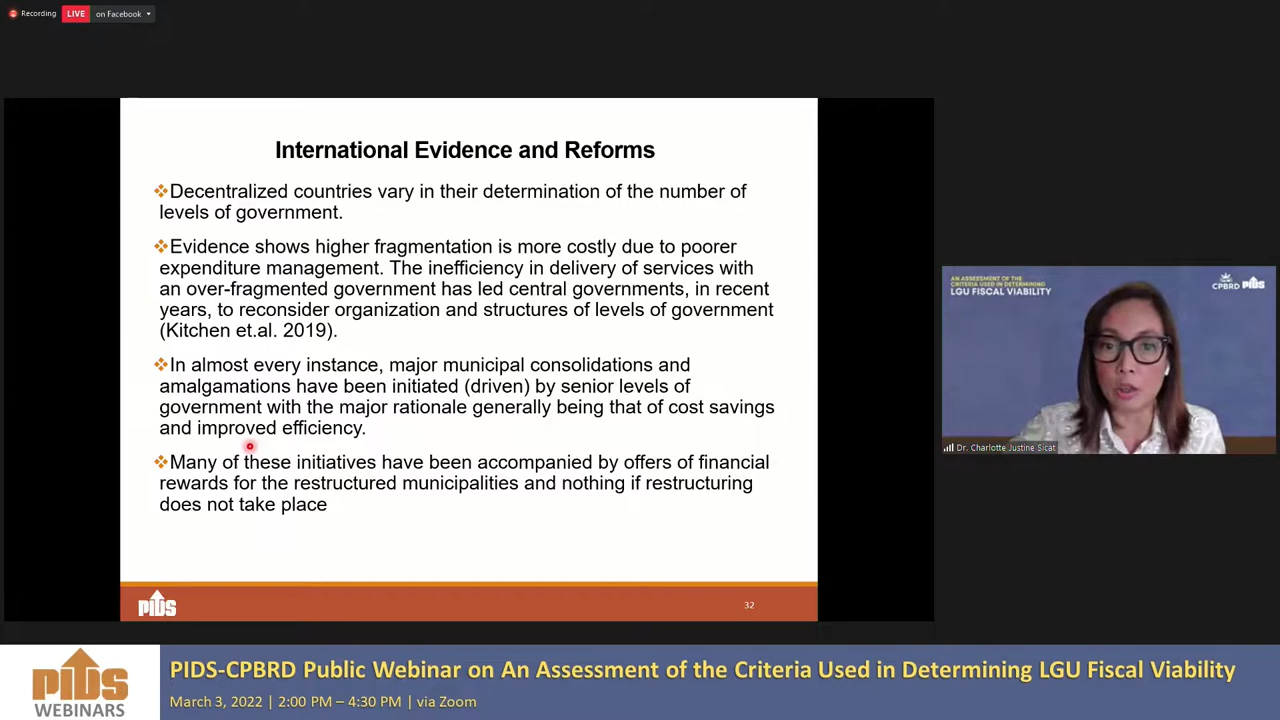 Recording
LIVE
on Facebook
International Evidence and Reforms
❖Decentralized countries vary in their determination of the number of
levels of government.
❖Evidence shows higher fragmentation is more costly due to poorer
expenditure management. The inefficiency in delivery of services with
an over-fragmnted government has led central governments, in recent
years, to reconsider organization and structures of levels of government
(Kitchen et.al. 2019).
❖In almost every instance, major municipal consolidations and
amalgamations have been initiated (driven) by senior levels of
government with the major rationale generally being that of cost savings
and improved efficiency.
❖Many of these initiatives have been accompanied by offers of financial
rewards for the restructured municipalities and nothing if restructuring
does not take place
PIDS
32
AN ASSESSMENT OF THE
CRITERIA USED IN DETERMINING
LGU FISCAL VIABILITY
CPBRD PIDS
Dr. Charlotte Justine Sicat
PIDS
WEBINARS
PIDS-CPBRD Public Webinar on An Assessment of the Criteria Used in Determining LGU Fiscal Viability
March 3, 2022 | 2:00 PM – 4:30 PM | via Zoom